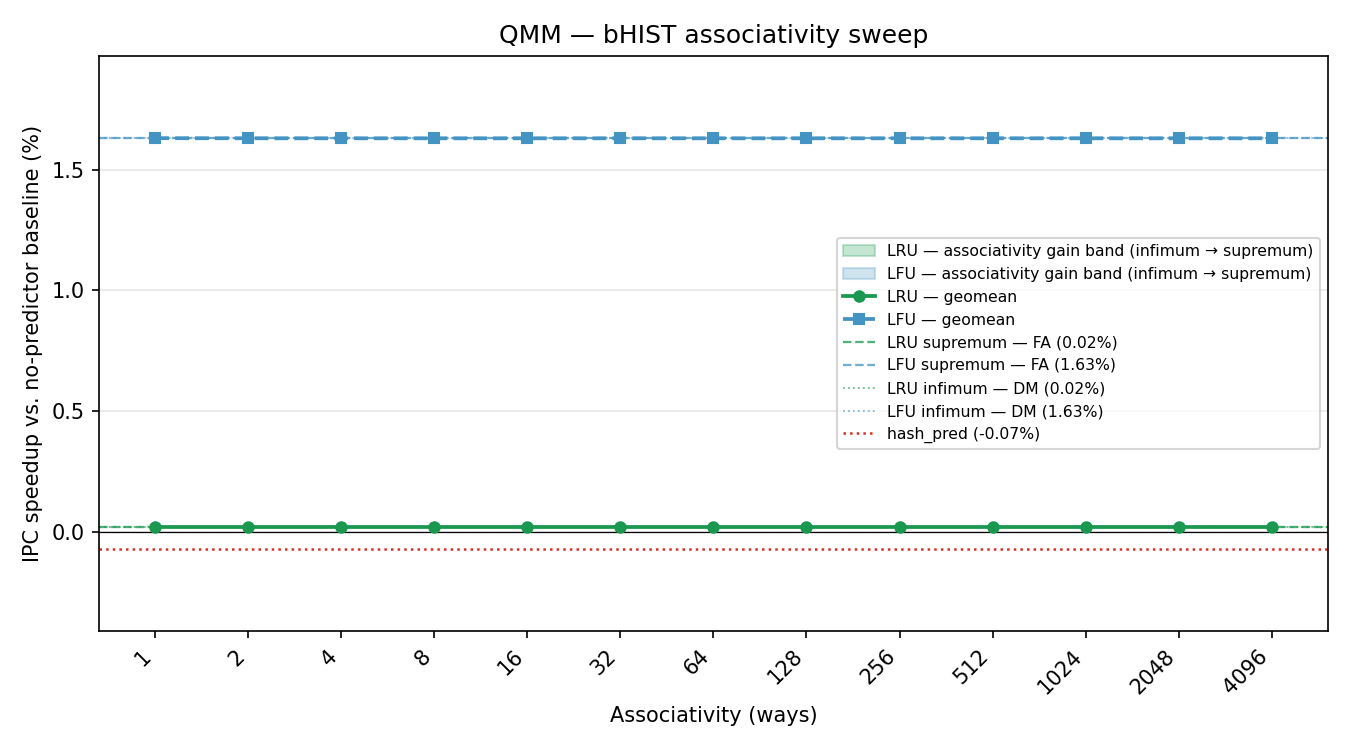 QMM — bHIST associativity sweep
IPC speedup vs. no-predictor baseline (%)
1.5
1.0
0.5
0.0
LRU — associativity gain band (infimum → supremum)
LFU — associativity gain band (infimum → supremum)
LRU — geomean
LFU — geomean
LRU supremum — FA (0.02%)
LFU supremum — FA (1.63%)
LRU infimum — DM (0.02%)
LFU infimum — DM (1.63%)
hash_pred (-0.07%)
1 2 4 8 16 32 64 128 256 512 1024 2048 4096
Associativity (ways)